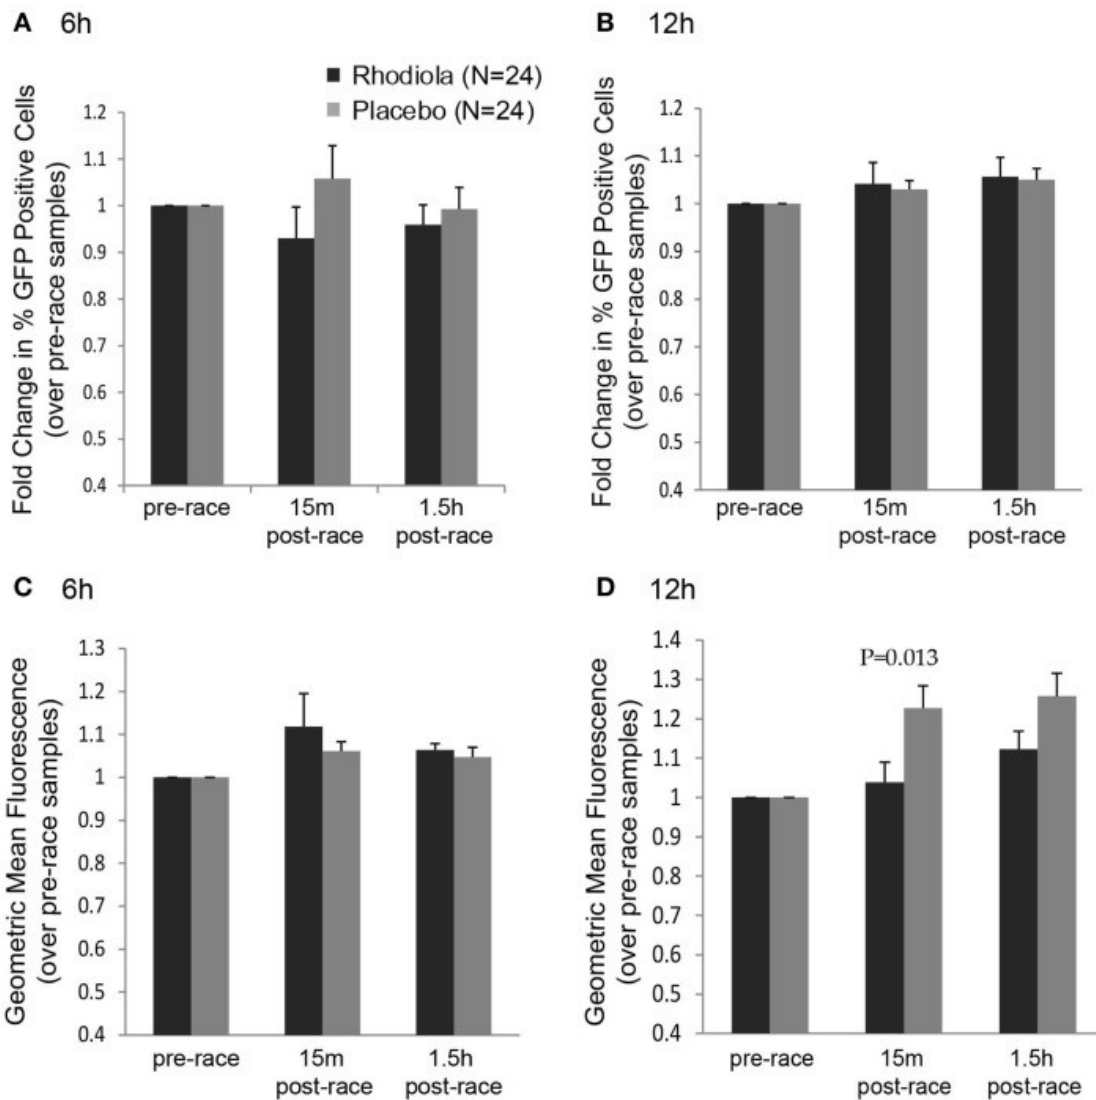 A 6h
Rhodiola (N=24)
Placebo (N=24)
Fold Change in % GFP Positive Cells
(over pre-race samples)
1.2
1.1
1
0.9
0.8
0.7
0.6
0.5
0.4
pre-race
15m
post-race
1.5h
post-race
B 12h
Fold Change in % GFP Positive Cells
(over pre-race samples)
1.2
1.1
1
0.9
0.8
0.7
0.6
0.5
0.4
pre-race
15m
post-race
1.5h
post-race
C 6h
Geometric Mean Fluorescence
(over pre-race samples)
1.3
1.2
1.1
1
0.9
0.8
0.7
0.6
0.5
0.4
pre-race
15m
post-race
1.5h
post-race
D 12h
Geometric Mean Fluorescence
(over pre-race samples)
1.4
1.3
1.2
1.1
1
0.9
0.8
0.7
0.6
0.5
0.4
P=0.013
pre-race
15m
post-race
1.5h
post-race